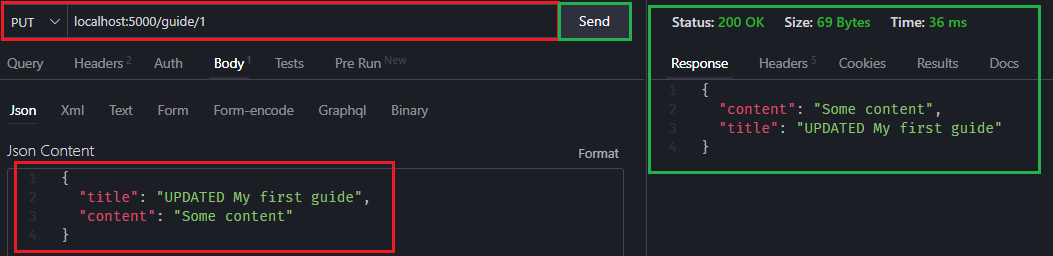 PUT localhost:5000/guide/1 Send
Query Headers 2 Auth Body 1 Tests Pre Run New
Json Xml Text Form Form-encode Graphql Binary
Json Content Format
1 {
2 "title": "UPDATED My first guide",
3 "content": "Some content"
4 }
Status: 200 OK Size: 69 Bytes Time: 36 ms
Response Headers 5 Cookies Results Docs
1 {
2 "content": "Some content",
3 "title": "UPDATED My first guide"
4 }